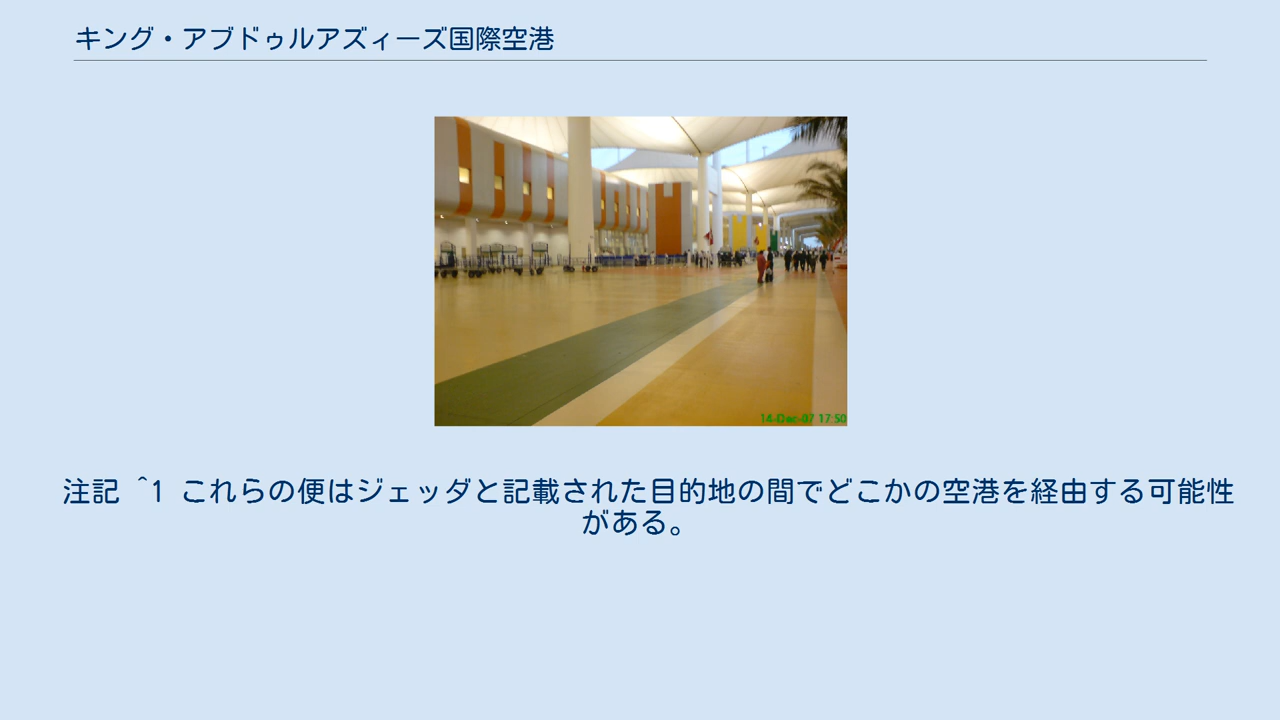 キング・アブドゥルアズィーズ国際空港
14-Dec-07 17:50
注記 ^1 これらの便はジェッダと記載された目的地の間でどこかの空港を経由する可能性
がある。